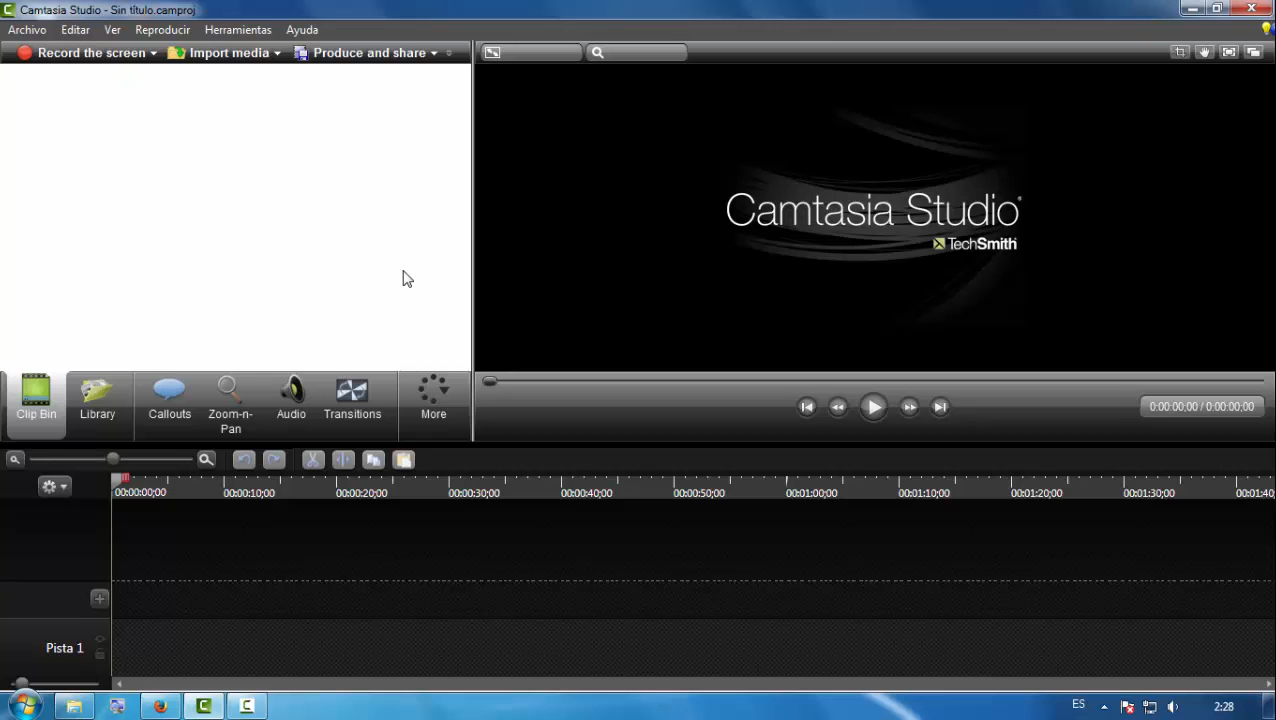 Camtasia Studio - Sin título.camproj
Archivo Editar Ver Reproducir Herramientas Ayuda
Record the screen Import media Produce and share
Camtasia Studio®
TechSmith
Clip Bin Library Callouts Zoom-n-Pan Audio Transitions More
0:00:00;00 / 0:00:00;00
00:00:00;00 00:00:10;00 00:00:20;00 00:00:30;00 00:00:40;00 00:00:50;00 00:01:00;00 00:01:10;00 00:01:20;00 00:01:30;00 00:01:40
Pista 1
ES 2:28